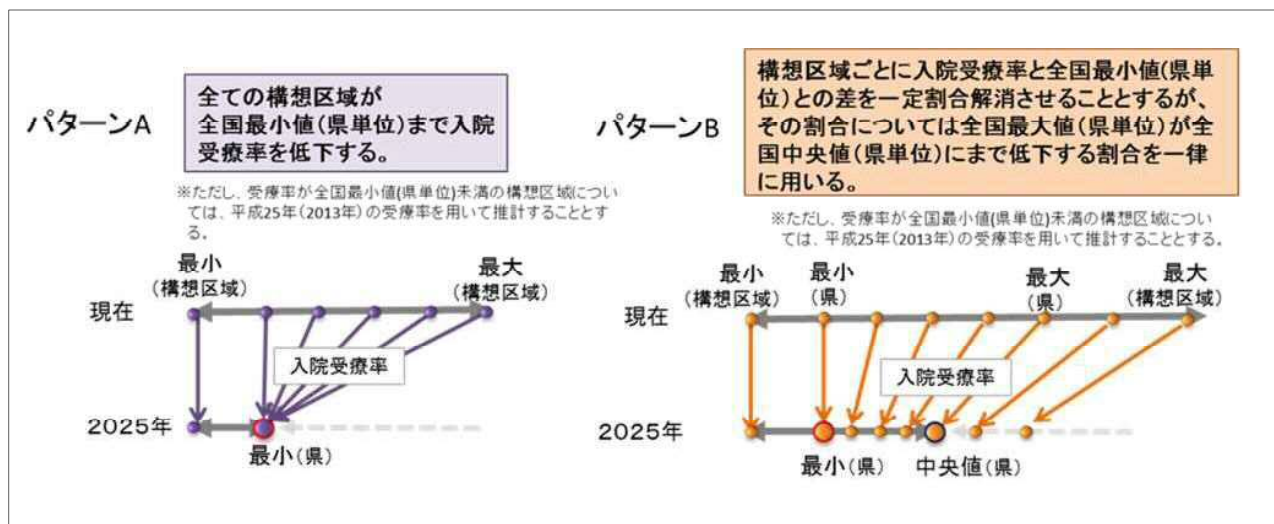 パターンA
全ての構想区域が
全国最小値(県単位)まで入院
受療率を低下する。
※ただし、受療率が全国最小値(県単位)未満の構想区域につい
ては、平成25年(2013年)の受療率を用いて推計することとす
る。
最小
(構想区域)
最大
(構想区域)
現在
入院受療率
2025年
最小(県)
パターンB
構想区域ごとに入院受療率と全国最小値(県単
位)との差を一定割合解消させることとするが、
その割合については全国最大値(県単位)が全
国中央値(県単位)にまで低下する割合を一律
に用いる。
※ただし、受療率が全国最小値(県単位)未満の構想区域につい
ては、平成25年(2013年)の受療率を用いて推計することとする。
最小
(構想区域)
最小
(県)
最大
(県)
最大
(構想区域)
現在
入院受療率
2025年
最小(県)
中央値(県)